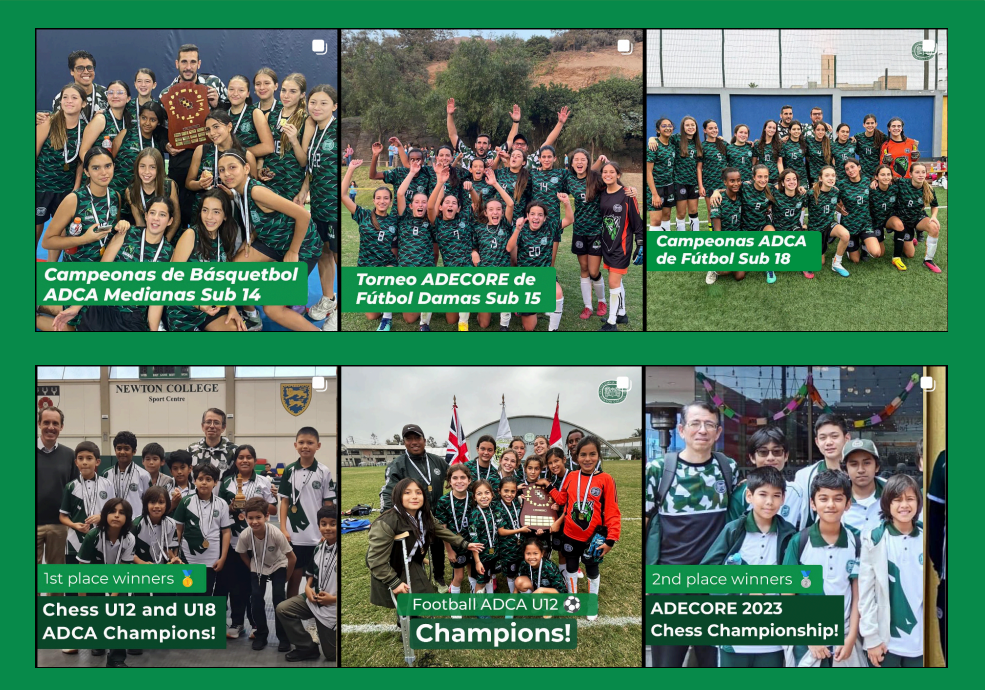 Campeonas de Básquetbol
ADCA Medianas Sub 14
Torneo ADECORE de
Fútbol Damas Sub 15
Campeonas ADCA
de Fútbol Sub 18
NEWTON COLLEGE
Sport Centre
1st place winners 🥇
Chess U12 and U18
ADCA Champions!
Football ADCA U12 ⚽
Champions!
2nd place winners 🥈
ADECORE 2023
Chess Championship!